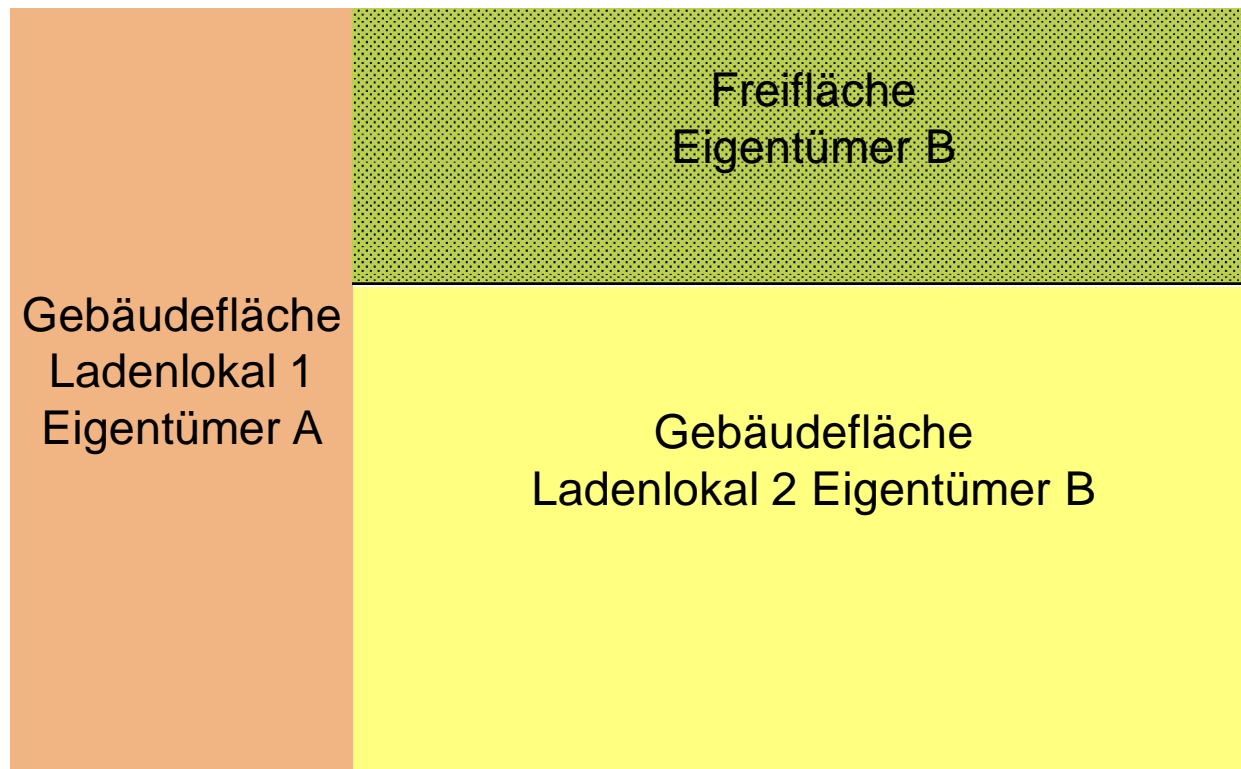 Freifläche
Eigentümer B
Gebäudefläche
Ladenlokal 1
Eigentümer A
Gebäudefläche
Ladenlokal 2 Eigentümer B